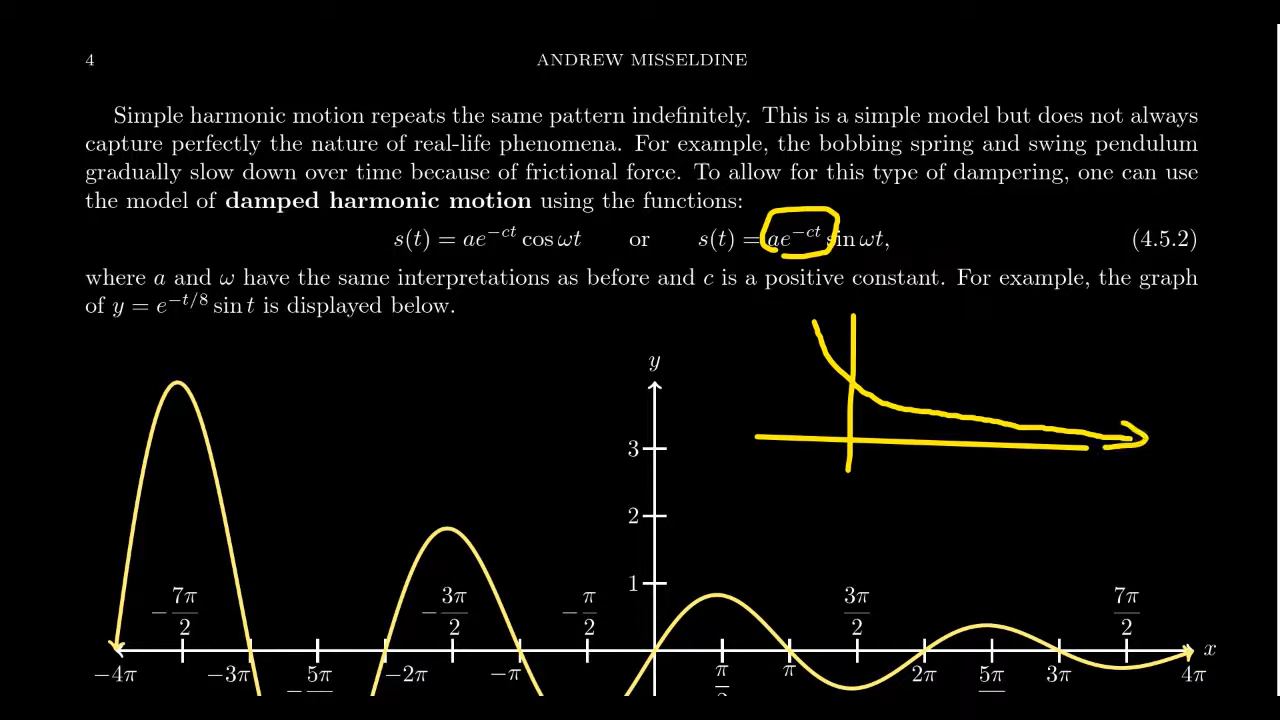 4 ANDREW MISSELDINE
Simple harmonic motion repeats the same pattern indefinitely. This is a simple model but does not always
capture perfectly the nature of real-life phenomena. For example, the bobbing spring and swing pendulum
gradually slow down over time because of frictional force. To allow for this type of dampering, one can use
the model of damped harmonic motion using the functions:
s(t) = ae^{−ct} cos ωt or s(t) = ae^{−ct} sin ωt, (4.5.2)
where a and ω have the same interpretations as before and c is a positive constant. For example, the graph
of y = e^{−t/8} sin t is displayed below.
y
3
2
1
−7π/2 −3π/2 −π/2 3π/2 7π/2
x
−4π −3π −5π −2π −π π π 2π 5π 3π 4π